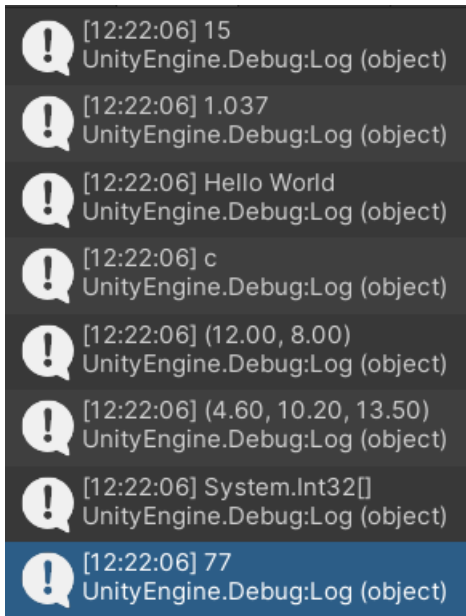 [12:22:06] 15
UnityEngine.Debug:Log (object)
[12:22:06] 1.037
UnityEngine.Debug:Log (object)
[12:22:06] Hello World
UnityEngine.Debug:Log (object)
[12:22:06] c
UnityEngine.Debug:Log (object)
[12:22:06] (12.00, 8.00)
UnityEngine.Debug:Log (object)
[12:22:06] (4.60, 10.20, 13.50)
UnityEngine.Debug:Log (object)
[12:22:06] System.Int32[]
UnityEngine.Debug:Log (object)
[12:22:06] 77
UnityEngine.Debug:Log (object)